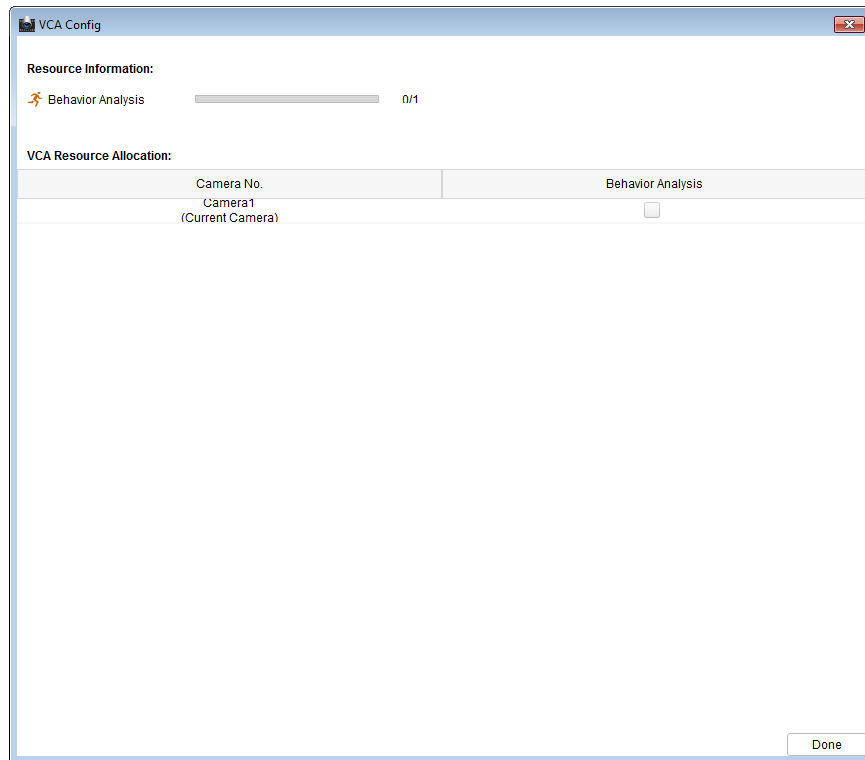 VCA Config
Resource Information:
Behavior Analysis 0/1
VCA Resource Allocation:
Camera No. Behavior Analysis
Camera1
(Current Camera)
Done